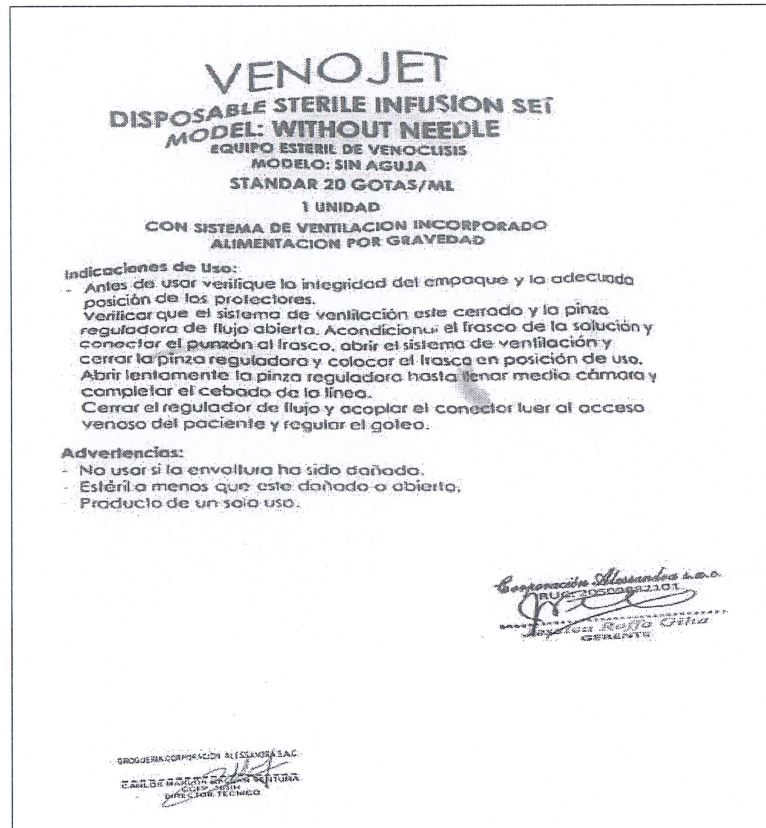 VENOJET
DISPOSABLE STERILE INFUSION SET
MODEL: WITHOUT NEEDLE
EQUIPO ESTERIL DE VENOCLISIS
MODELO: SIN AGUJA
STANDAR 20 GOTAS/ML
1 UNIDAD
CON SISTEMA DE VENTILACION INCORPORADO
ALIMENTACION POR GRAVEDAD
Indicaciones de Uso:
- Antes de usar verifique la integridad del empaque y la adecuada
posición de los protectores.
Verificar que el sistema de ventilación este cerrado y la pinza
reguladora de flujo abierta. Acondicionar el frasco de la solución y
conectar el punzón al frasco, abrir el sistema de ventilación y
cerrar la pinza reguladora y colocar el frasco en posición de uso.
Abrir lentamente la pinza reguladora hasta llenar media cámara y
completar el cebado de la línea.
Cerrar el regulador de flujo y acoplar el conector luer al acceso
venoso del paciente y regular el goteo.
Advertencias:
- No usar si la envoltura ha sido dañada.
- Estéril a menos que este dañado o abierto.
- Producto de un solo uso.
Corporación Alessandra s.a.c.
RUC: 20509882101
Roffo
GERENTE
DROGUERIA CORPORACION ALESSANDRA S.A.C.
CARLOS VENTURA
DIRECTOR TECNICO